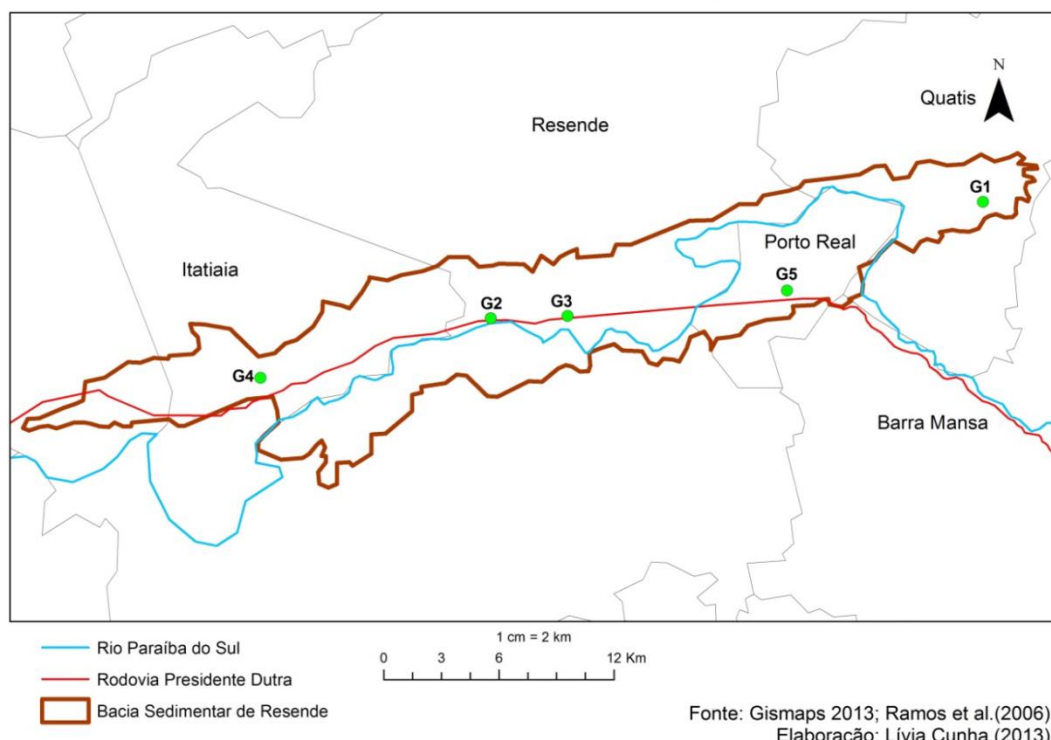 N
Quatis
Resende
G1
Porto Real
Itatiaia
G5
G2
G3
G4
Barra Mansa
1 cm = 2 km
Rio Paraíba do Sul
0 3 6 12 Km
Rodovia Presidente Dutra
Bacia Sedimentar de Resende
Fonte: Gismaps 2013; Ramos et al.(2006)
Elaboração: Lívia Cunha (2013)